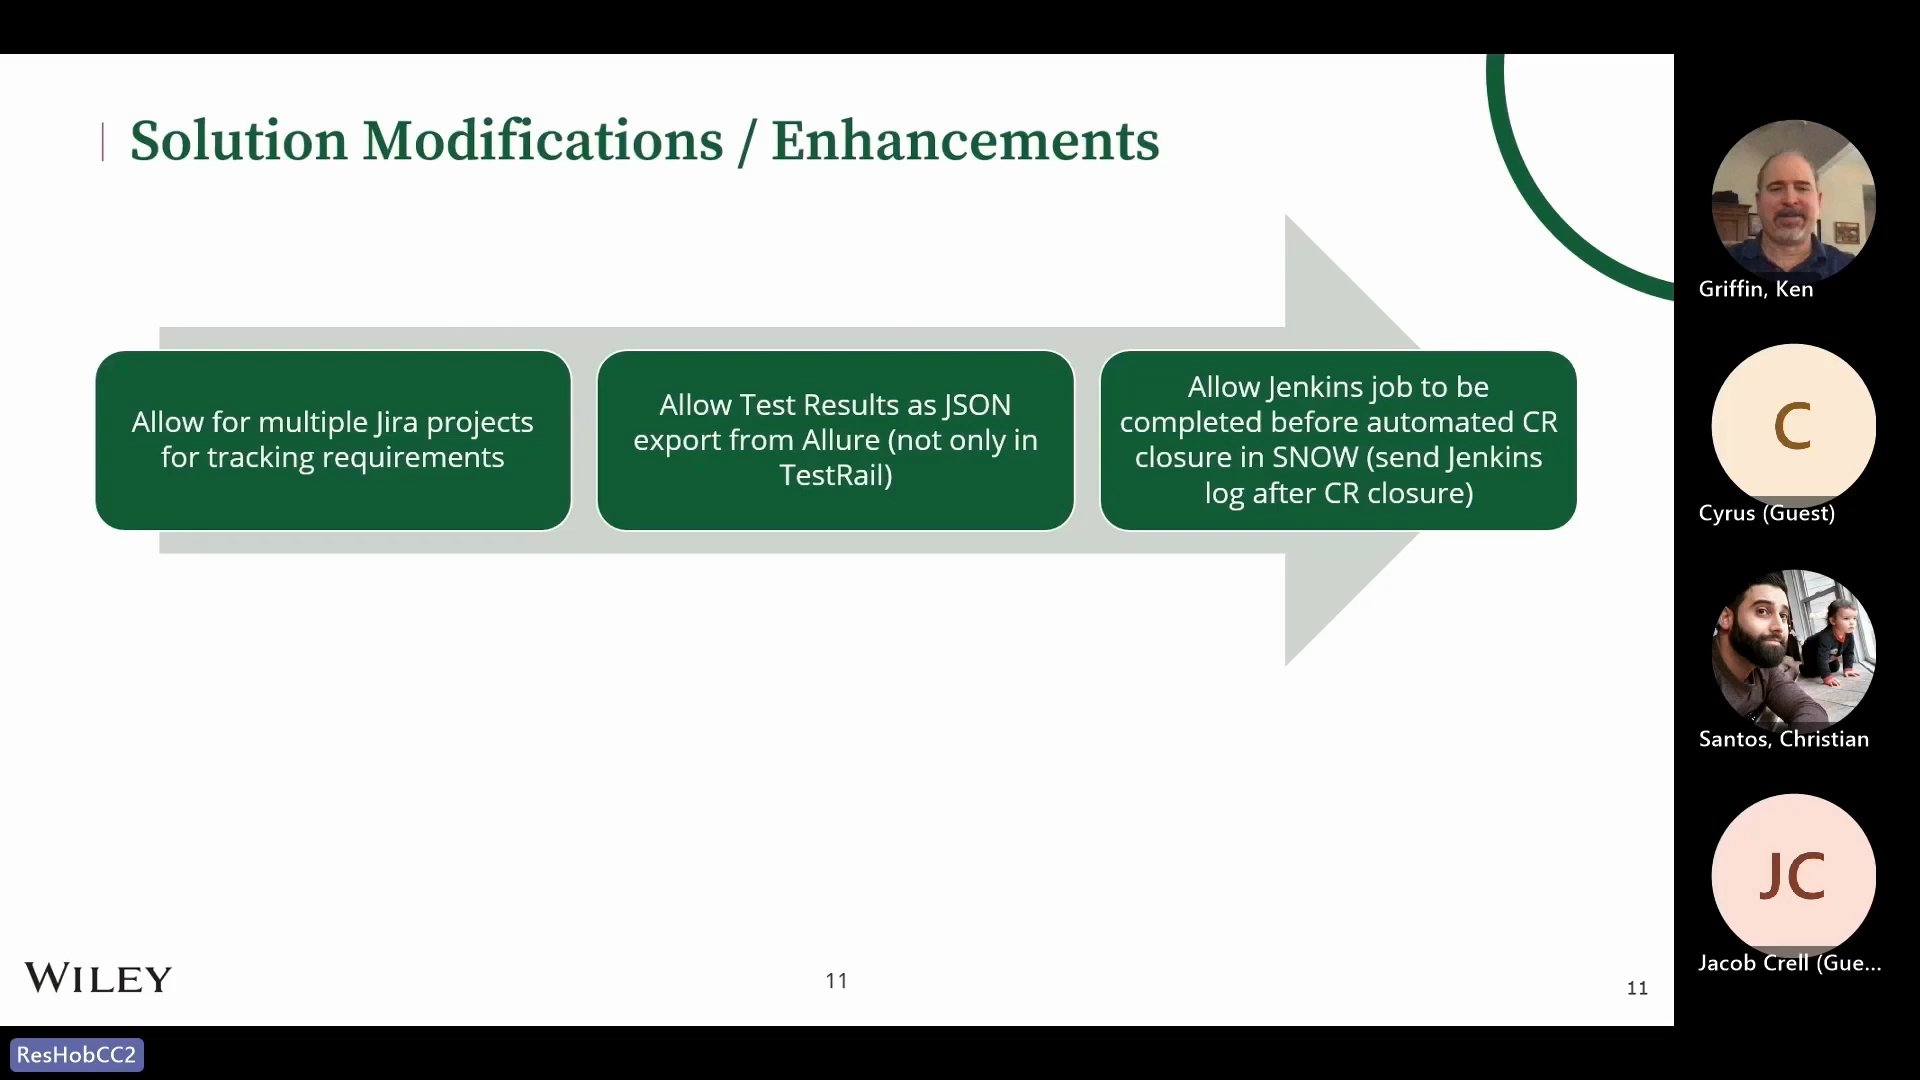 Solution Modifications / Enhancements
Allow for multiple Jira projects
for tracking requirements
Allow Test Results as JSON
export from Allure (not only in
TestRail)
Allow Jenkins job to be
completed before automated CR
closure in SNOW (send Jenkins
log after CR closure)
WILEY
11
11
Griffin, Ken
C
Cyrus (Guest)
Santos, Christian
JC
Jacob Crell (Gue...
ResHobCC2